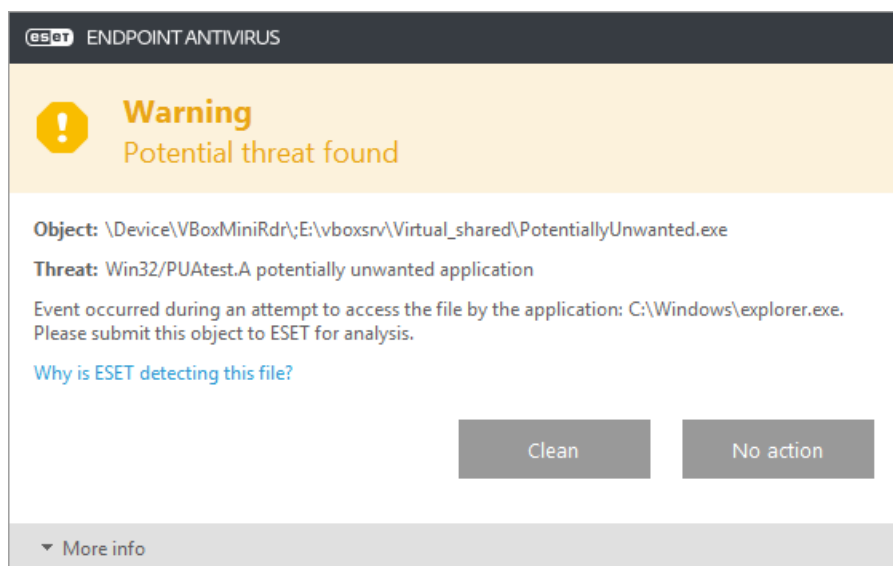 eset ENDPOINT ANTIVIRUS
Warning
Potential threat found
Object: \Device\VBoxMiniRdr\;E:\vboxsrv\Virtual_shared\PotentiallyUnwanted.exe
Threat: Win32/PUAtest.A potentially unwanted application
Event occurred during an attempt to access the file by the application: C:\Windows\explorer.exe.
Please submit this object to ESET for analysis.
Why is ESET detecting this file?
Clean No action
More info